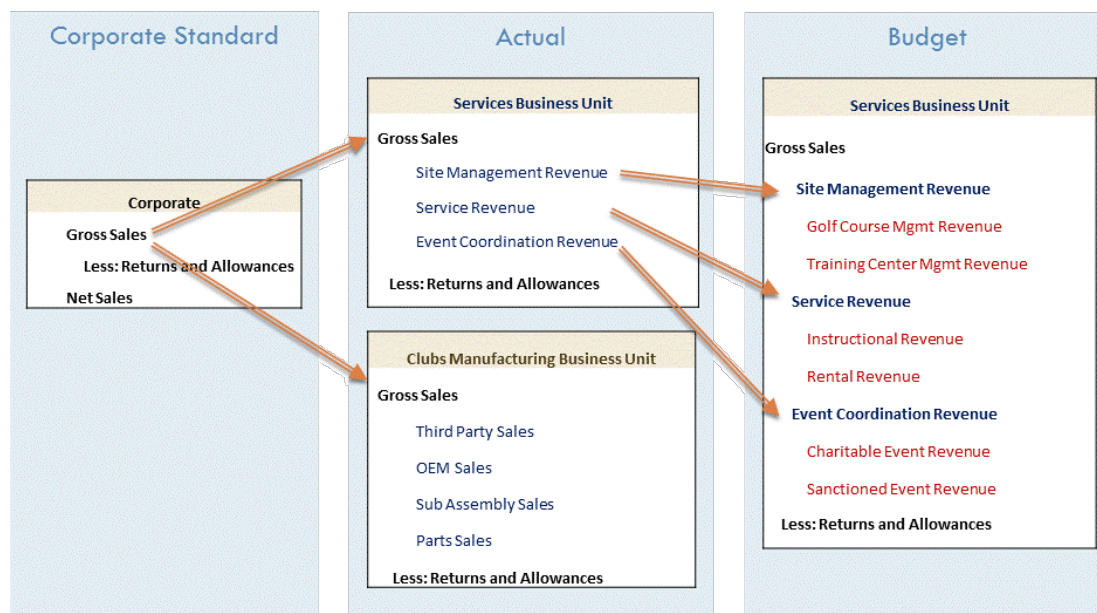 Corporate Standard
Corporate
Gross Sales
Less: Returns and Allowances
Net Sales
Actual
Services Business Unit
Gross Sales
Site Management Revenue
Service Revenue
Event Coordination Revenue
Less: Returns and Allowances
Clubs Manufacturing Business Unit
Gross Sales
Third Party Sales
OEM Sales
Sub Assembly Sales
Parts Sales
Less: Returns and Allowances
Budget
Services Business Unit
Gross Sales
Site Management Revenue
Golf Course Mgmt Revenue
Training Center Mgmt Revenue
Service Revenue
Instructional Revenue
Rental Revenue
Event Coordination Revenue
Charitable Event Revenue
Sanctioned Event Revenue
Less: Returns and Allowances